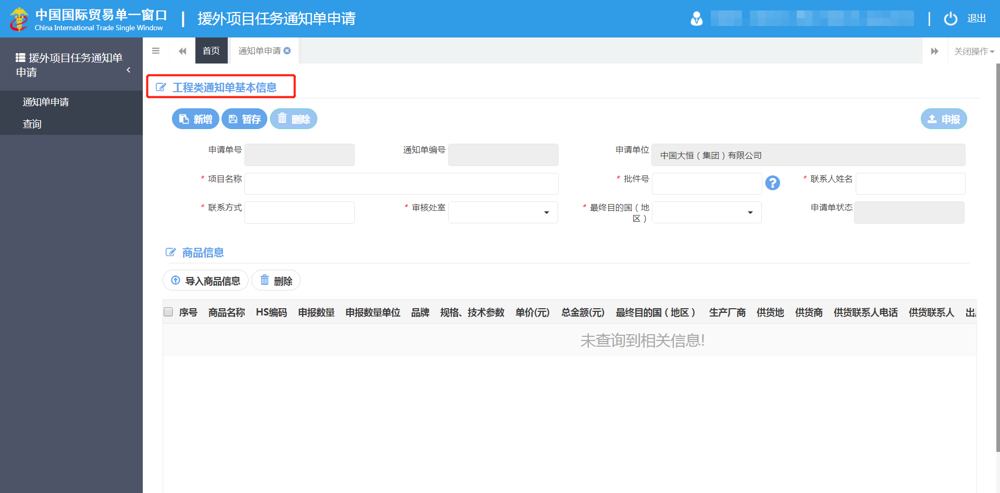 中国国际贸易单一窗口
China International Trade Single Window
援外项目任务通知单申请
退出
援外项目任务通知单
申请
通知单申请
查询
首页
通知单申请
关闭操作
工程类通知单基本信息
新增
暂存
删除
申报
申请单号
通知单编号
申请单位
中国大恒（集团）有限公司
* 项目名称
* 批件号
?
* 联系人姓名
* 联系方式
* 审核处室
* 最终目的国（地
区）
申请单状态
商品信息
导入商品信息
删除
序号 商品名称 HS编码 申报数量 申报数量单位 品牌 规格、技术参数 单价(元) 总金额(元) 最终目的国（地区） 生产厂商 供货地 供货商 供货联系人电话 供货联系人 出
未查询到相关信息!